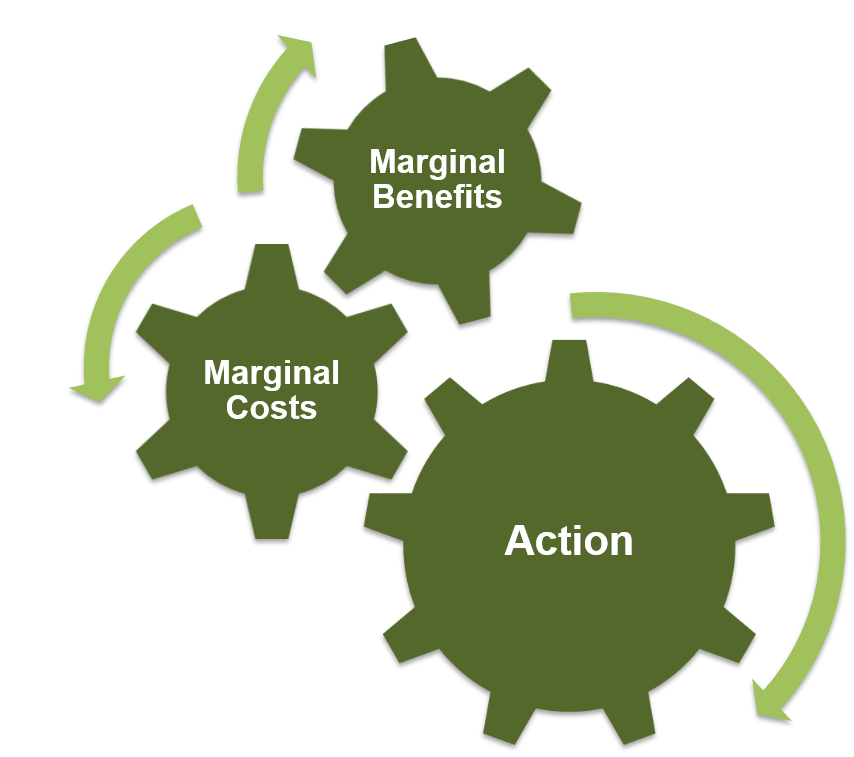 Marginal
Benefits
Marginal
Costs
Action